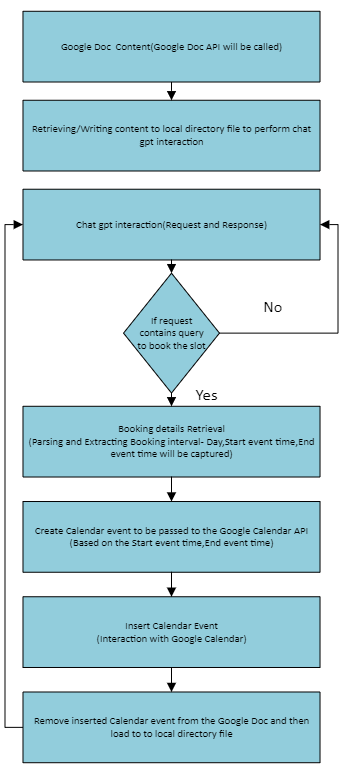 Google Doc  Content(Google Doc API will be called)
Retrieving/Writing content to local directory file to perform chat
gpt interaction
Chat gpt interaction(Request and Response)
If request
contains query
to book the slot
No
Yes
Booking details Retrieval
(Parsing and Extracting Booking interval- Day,Start event time,End
event time will be captured)
Create Calendar event to be passed to the Google Calendar API
(Based on the Start event time,End event time)
Insert Calendar Event
(Interaction with Google Calendar)
Remove inserted Calendar event from the Google Doc and then
load to to local directory file